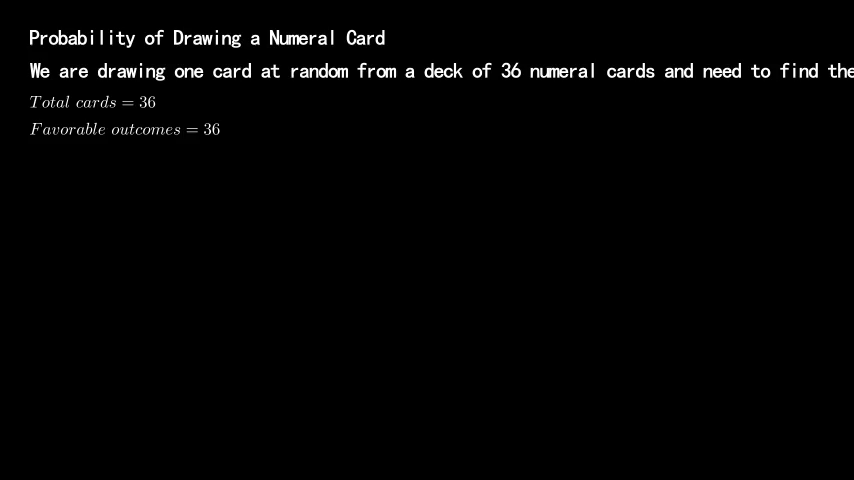 Probability of Drawing a Numeral Card
We are drawing one card at random from a deck of 36 numeral cards and need to find the
Total cards = 36
Favorable outcomes = 36